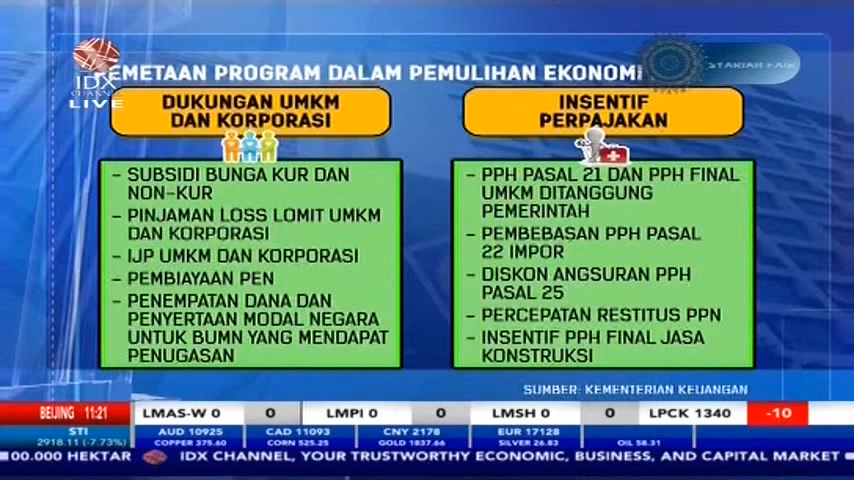 IDX
CHANNEL
LIVE
EMETAAN PROGRAM DALAM PEMULIHAN EKONOMI
DUKUNGAN UMKM
DAN KORPORASI
- SUBSIDI BUNGA KUR DAN
NON-KUR
- PINJAMAN LOSS LOMIT UMKM
DAN KORPORASI
- IJP UMKM DAN KORPORASI
- PEMBIAYAAN PEN
- PENEMPATAN DANA DAN
PENYERTAAN MODAL NEGARA
UNTUK BUMN YANG MENDAPAT
PENUGASAN
INSENTIF
PERPAJAKAN
- PPH PASAL 21 DAN PPH FINAL
UMKM DITANGGUNG
PEMERINTAH
- PEMBEBASAN PPH PASAL
22 IMPOR
- DISKON ANGSURAN PPH
PASAL 25
- PERCEPATAN RESTITUS PPN
- INSENTIF PPH FINAL JASA
KONSTRUKSI
SUMBER: KEMENTERIAN KEUANGAN
BEIJING 11:21 LMAS-W 0 0 LMPI 0 0 LMSH 0 0 LPCK 1340 -10
STI AUD 10925 CAD 11093 CNY 2178 EUR 17128
2918.11 (-7.73%) COPPER 375.60 CORN 525.25 GOLD 1837.66 SILVER 26.83 OIL 58.31
00.000 HEKTAR IDX CHANNEL, YOUR TRUSTWORTHY ECONOMIC, BUSINESS, AND CAPITAL MARKET